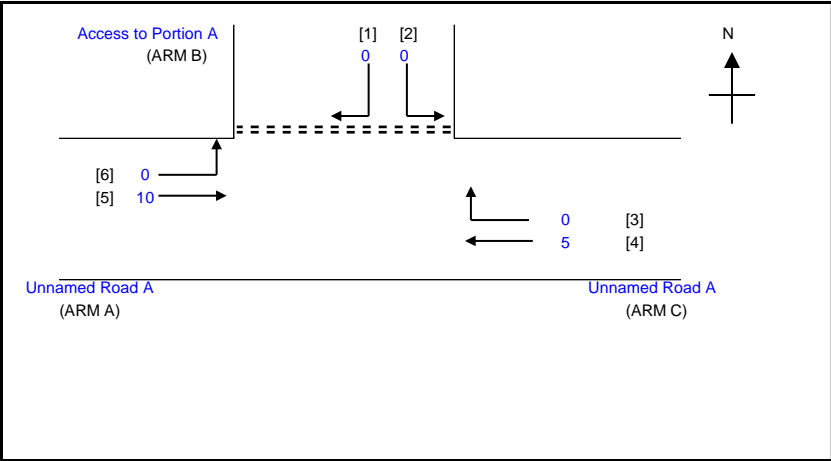 Access to Portion A [1] [2] N
(ARM B) 0 0
[6] 0
[5] 10
0 [3]
5 [4]
Unnamed Road A Unnamed Road A
(ARM A) (ARM C)